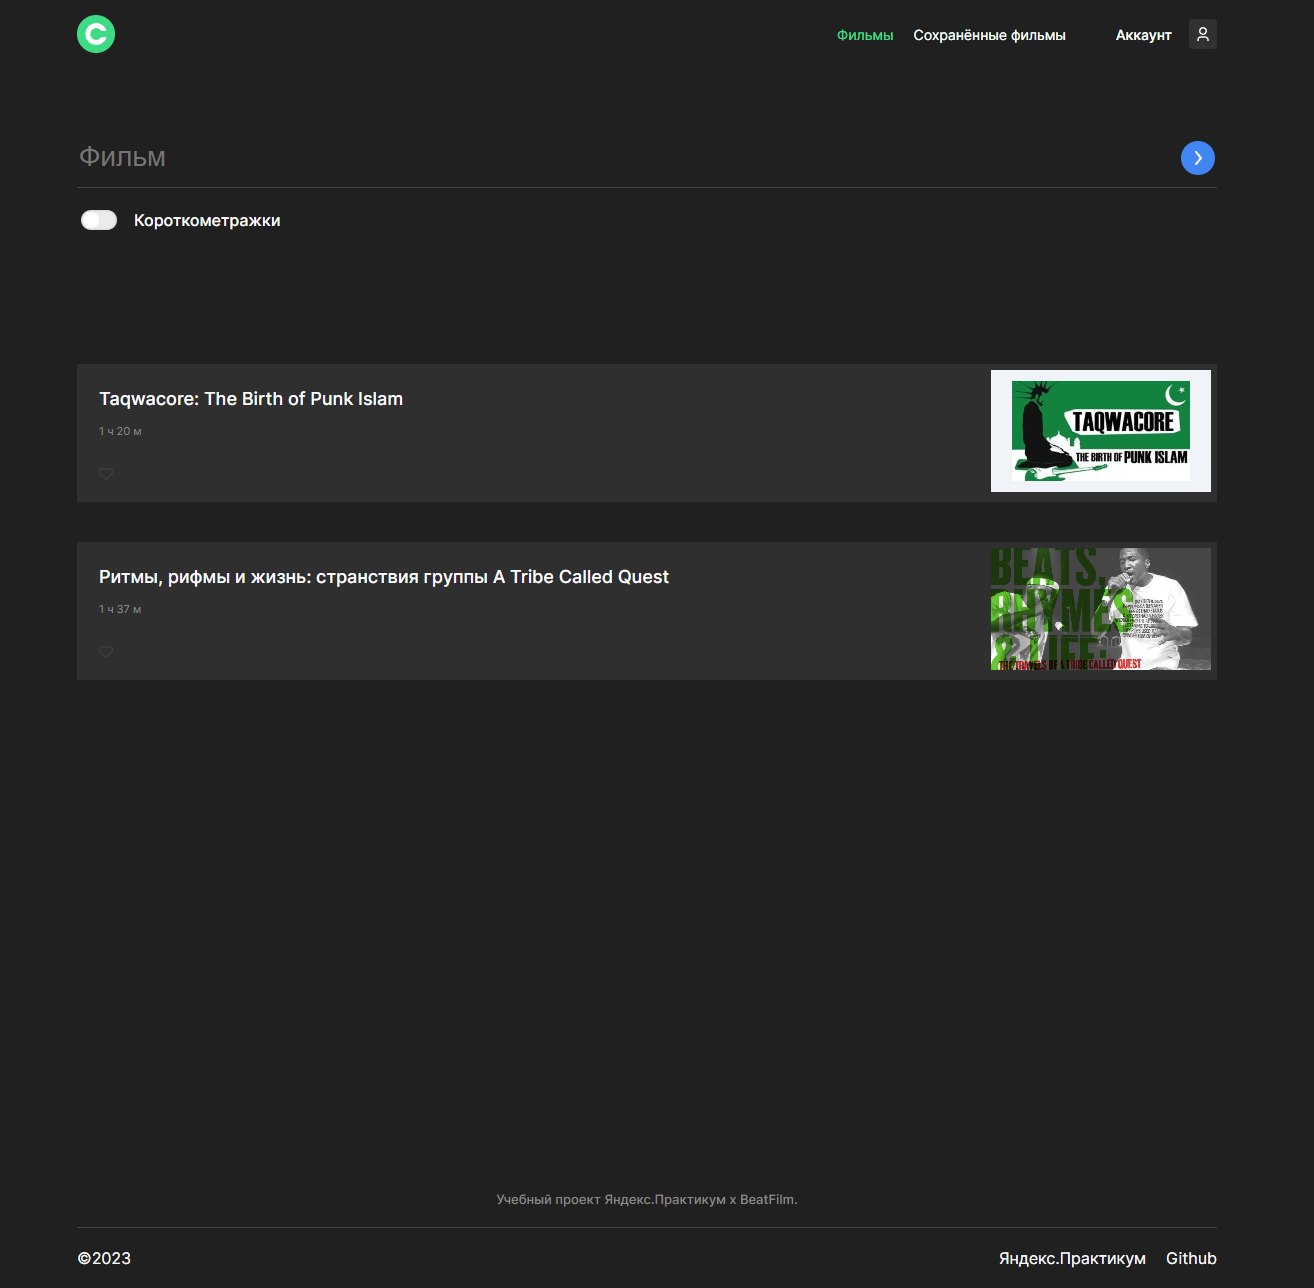 Фильмы Сохранённые фильмы Аккаунт
Фильм
Короткометражки
Taqwacore: The Birth of Punk Islam
1 ч 20 м
TAQWACORE
THE BIRTH OF PUNK ISLAM
Ритмы, рифмы и жизнь: странствия группы A Tribe Called Quest
1 ч 37 м
BEATS,
RHYMES
& LIFE:
THE TRAVELS OF A TRIBE CALLED QUEST
Учебный проект Яндекс.Практикум x BeatFilm.
©2023 Яндекс.Практикум Github